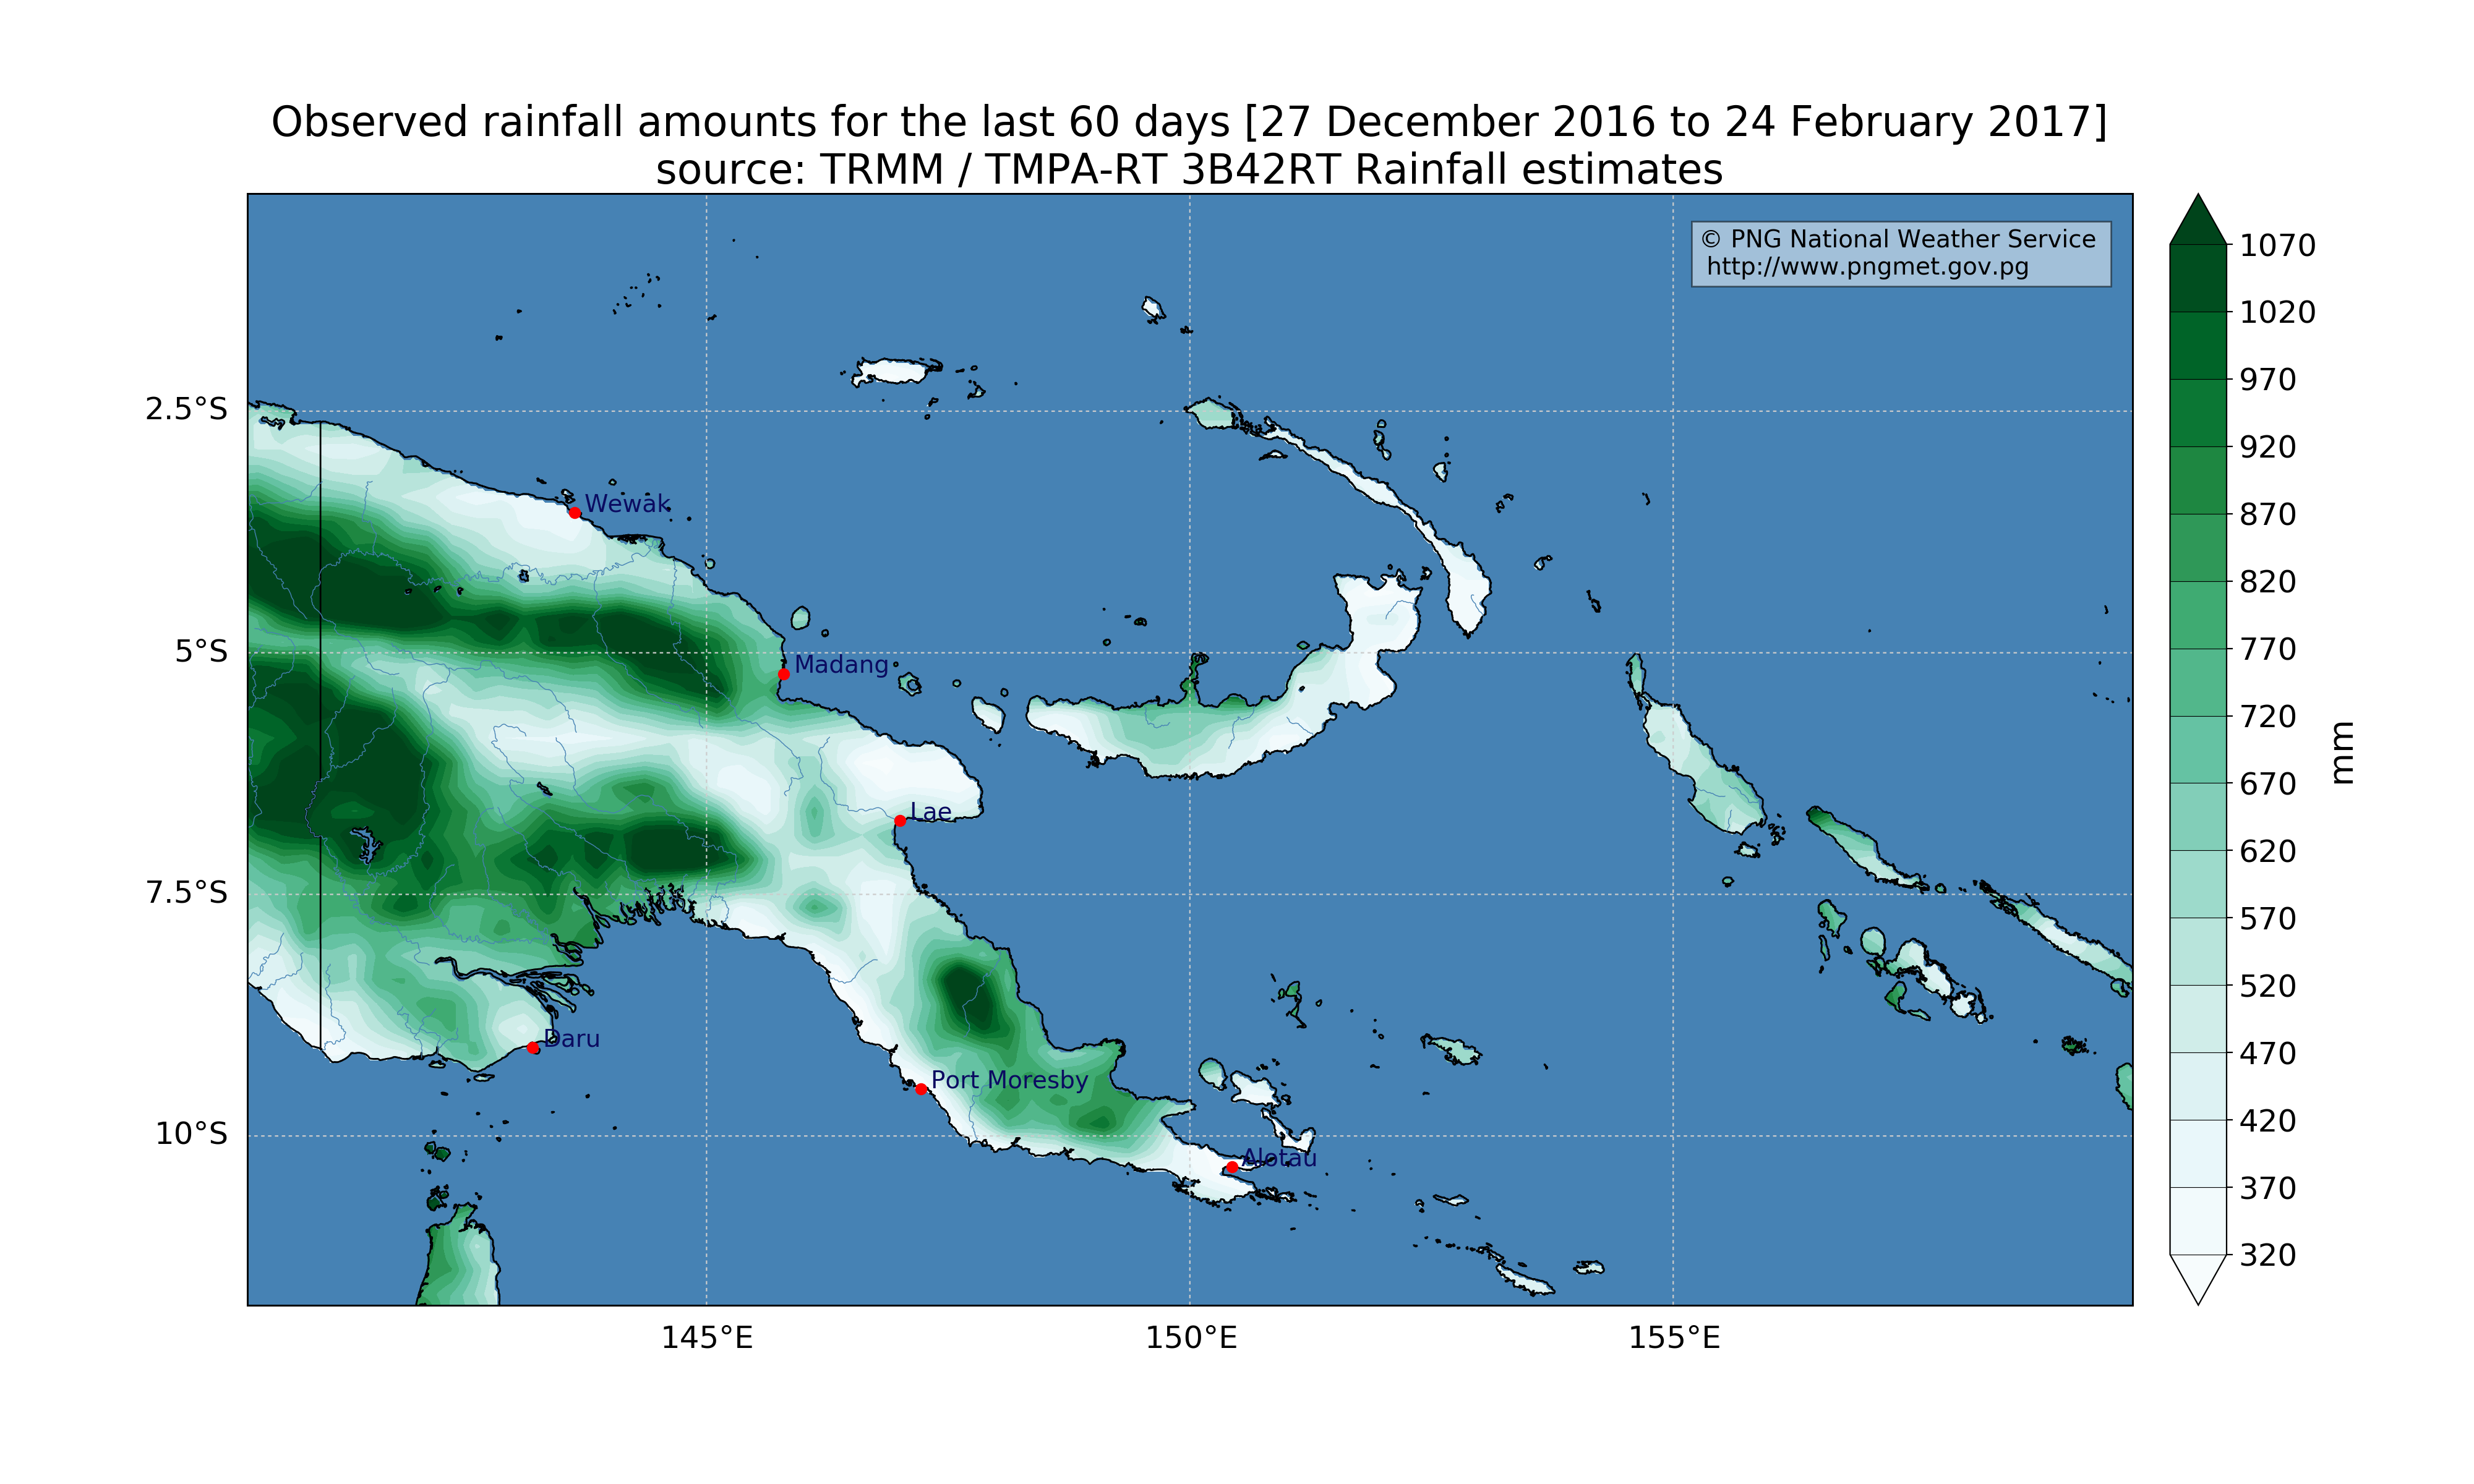 Observed rainfall amounts for the last 60 days [27 December 2016 to 24 February 2017]
source: TRMM / TMPA-RT 3B42RT Rainfall estimates
© PNG National Weather Service
http://www.pngmet.gov.pg
2.5°S
5°S
7.5°S
10°S
Wewak
Madang
Lae
Daru
Port Moresby
Alotau
145°E
150°E
155°E
1070
1020
970
920
870
820
770
720
670
620
570
520
470
420
370
320
mm